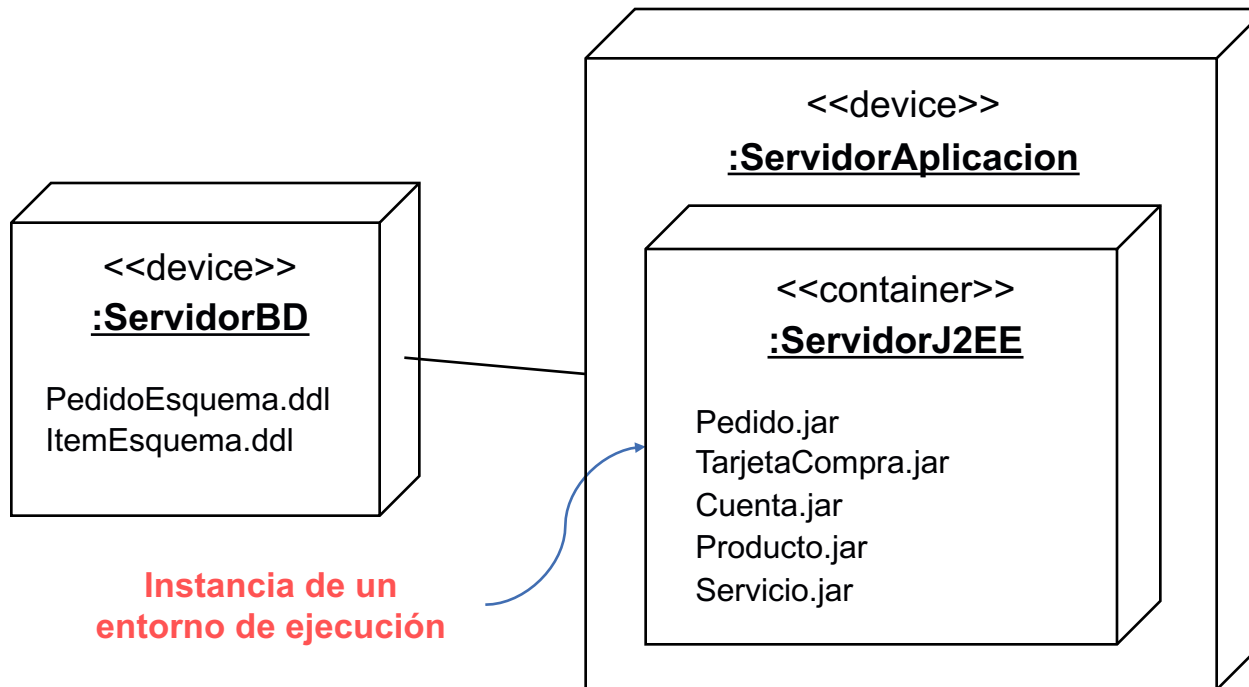 <<device>>
:ServidorAplicacion
<<device>>
:ServidorBD
PedidoEsquema.ddl
ItemEsquema.ddl
<<container>>
:ServidorJ2EE
Pedido.jar
TarjetaCompra.jar
Cuenta.jar
Producto.jar
Servicio.jar
Instancia de un
entorno de ejecución